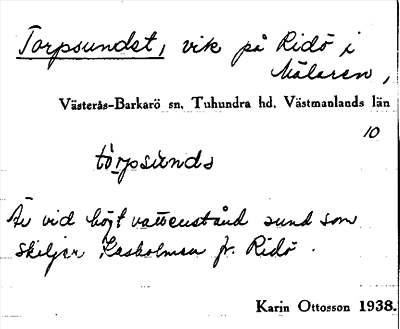 Torpsundet, vik på Ridö i
Mälaren,
Västerås-Barkarö sn. Tuhundra hd. Västmanlands län
10
tòrpsùnds
Är vid högt vattenstånd sund som
skiljer Kasholmen fr. Ridö.
Karin Ottosson 1938.